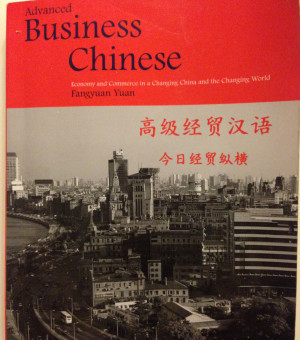 Advanced
Business
Chinese
Economy and Commerce in a Changing China and the Changing World
Fangyuan Yuan
高级经贸汉语
今日经贸纵横